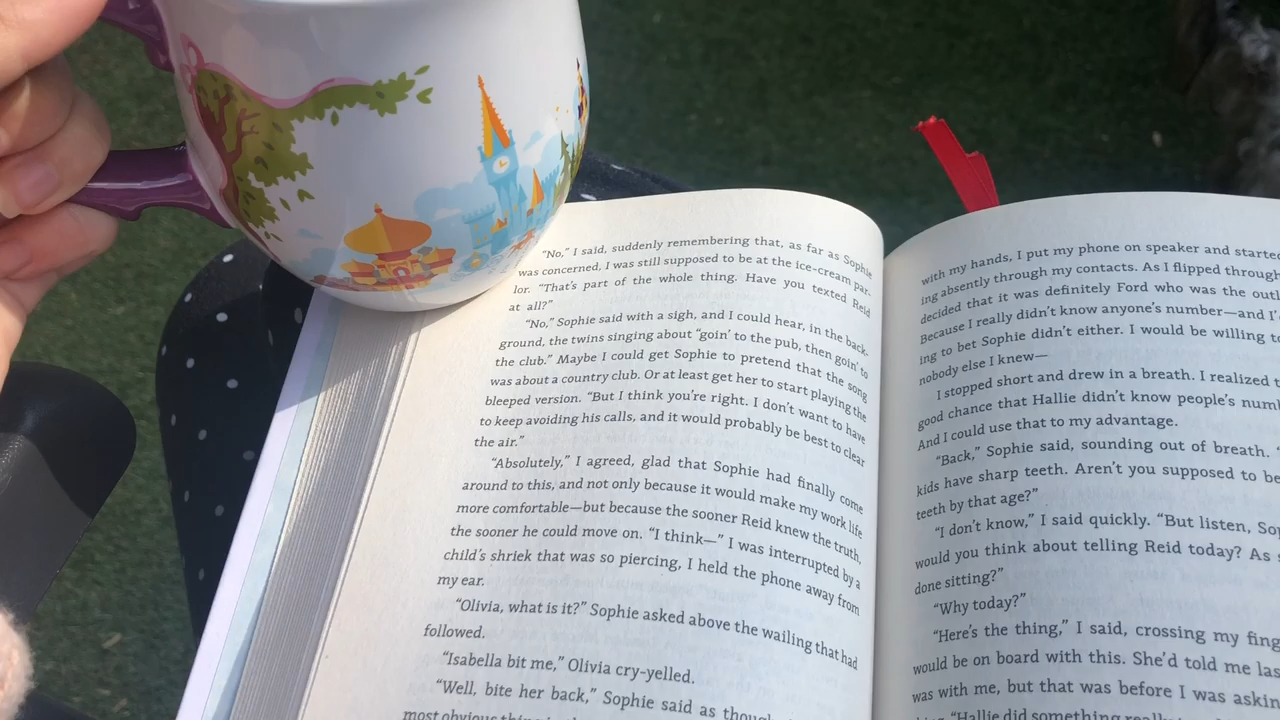 “No,” I said, suddenly remembering that, as far as Sophie
was concerned, I was still supposed to be at the ice-cream par-
lor. “That’s part of the whole thing. Have you texted Reid
at all?”
“No,” Sophie said with a sigh, and I could hear, in the back-
ground, the twins singing about “goin’ to the pub, then goin’ to
the club.” Maybe I could get Sophie to pretend that the song
was about a country club. Or at least get her to start playing the
bleeped version. “But I think you’re right. I don’t want to have
to keep avoiding his calls, and it would probably be best to clear
the air.”
“Absolutely,” I agreed, glad that Sophie had finally come
around to this, and not only because it would make my work life
more comfortable—but because the sooner Reid knew the truth,
the sooner he could move on. “I think—” I was interrupted by a
child’s shriek that was so piercing, I held the phone away from
my ear.
“Olivia, what is it?” Sophie asked above the wailing that had
followed.
“Isabella bit me,” Olivia cry-yelled.
“Well, bite her back,” Sophie said as though
most obvious thing in the
with my hands, I put my phone on speaker and started
ing absently through my contacts. As I flipped through
decided that it was definitely Ford who was the
Because I really didn’t know anyone’s number—and
ing to bet Sophie didn’t either. I would be willing to
nobody else I knew—
I stopped short and drew in a breath. I realized
good chance that Hallie didn’t know people’s
And I could use that to my advantage.
“Back,” Sophie said, sounding out of breath.
kids have sharp teeth. Aren’t you supposed to
teeth by that age?”
“I don’t know,” I said quickly. “But listen,
would you think about telling Reid today? As
done sitting?”
“Why today?”
“Here’s the thing,” I said, crossing my
would be on board with this. She’d told me
was with me, but that was before I was
“Hallie did something really